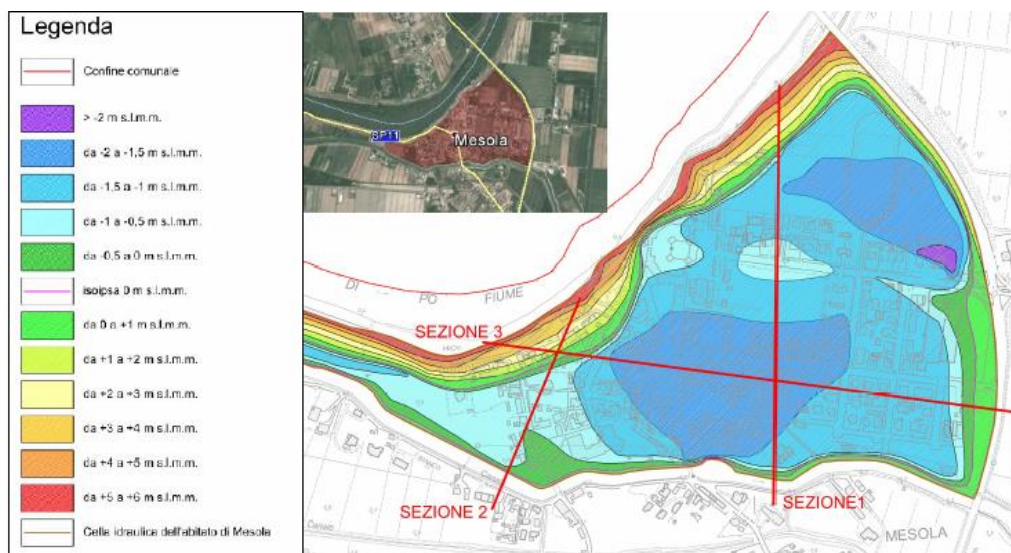 Legenda
Confine comunale
> -2 m s.l.m.m.
da -2 a -1,5 m s.l.m.m.
da -1,5 a -1 m s.l.m.m.
da -1 a -0,5 m s.l.m.m.
da -0,5 a 0 m s.l.m.m.
isoipsa 0 m s.l.m.m.
da 0 a +1 m s.l.m.m.
da +1 a +2 m s.l.m.m.
da +2 a +3 m s.l.m.m.
da +3 a +4 m s.l.m.m.
da +4 a +5 m s.l.m.m.
da +5 a +6 m s.l.m.m.
Cella idraulica dell'abitato di Mesola
SP11
Mesola
DI PO FIUME
SEZIONE 3
SEZIONE 2
SEZIONE1
MESOLA